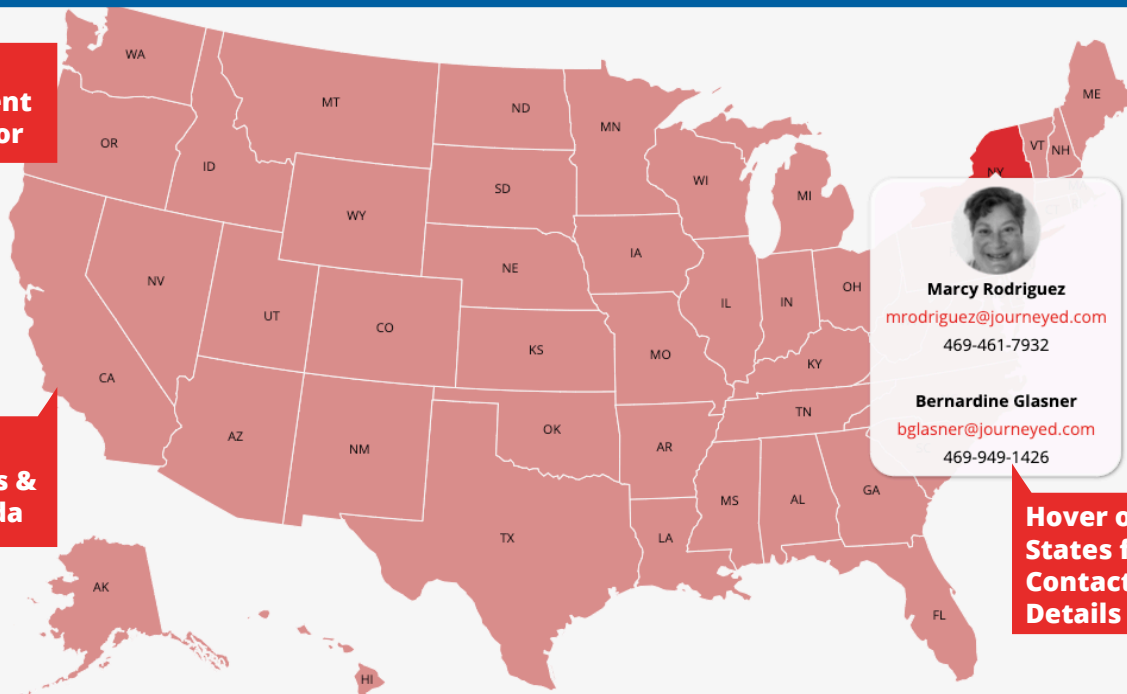 WA
MT
ND
MN
ME
OR
ID
SD
WI
MI
VT
NH
NY
WY
IA
NE
NV
UT
CO
IL
IN
OH
KS
MO
KY
CA
AZ
NM
OK
TN
AR
MS
AL
GA
TX
LA
FL
AK
HI
Marcy Rodriguez
mrodriguez@journeyed.com
469-461-7932
Bernardine Glasner
bglasner@journeyed.com
469-949-1426
Hover o
States f
Contact
Details
ent
or
s &
da